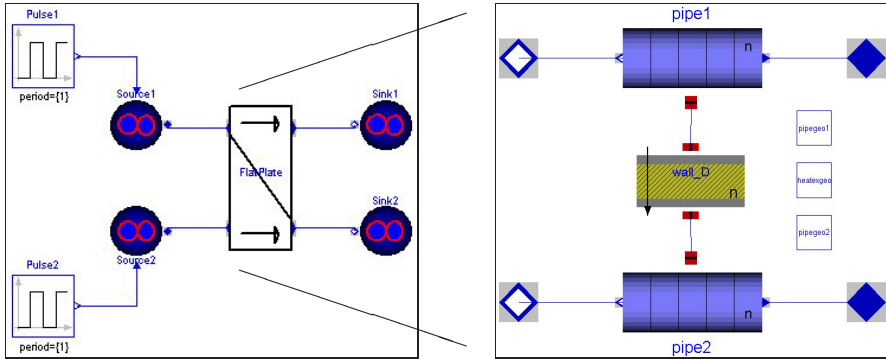 Pulse1
period={1}
Source1
Sink1
FlatPlate
Sink2
Source2
Pulse2
period={1}
pipe1
n
pipegeo1
wall_D
heatexgeo
n
pipegeo2
n
pipe2